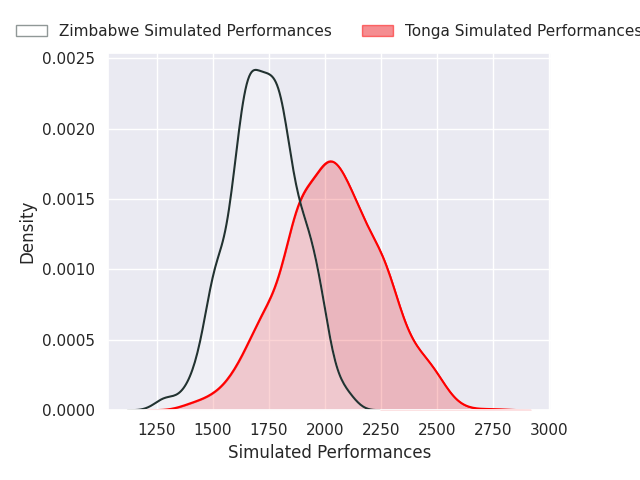 Zimbabwe Simulated Performances
Tonga Simulated Performances
0.0025
0.0020
0.0015
0.0010
0.0005
0.0000
Density
1250 1500 1750 2000 2250 2500 2750 3000
Simulated Performances